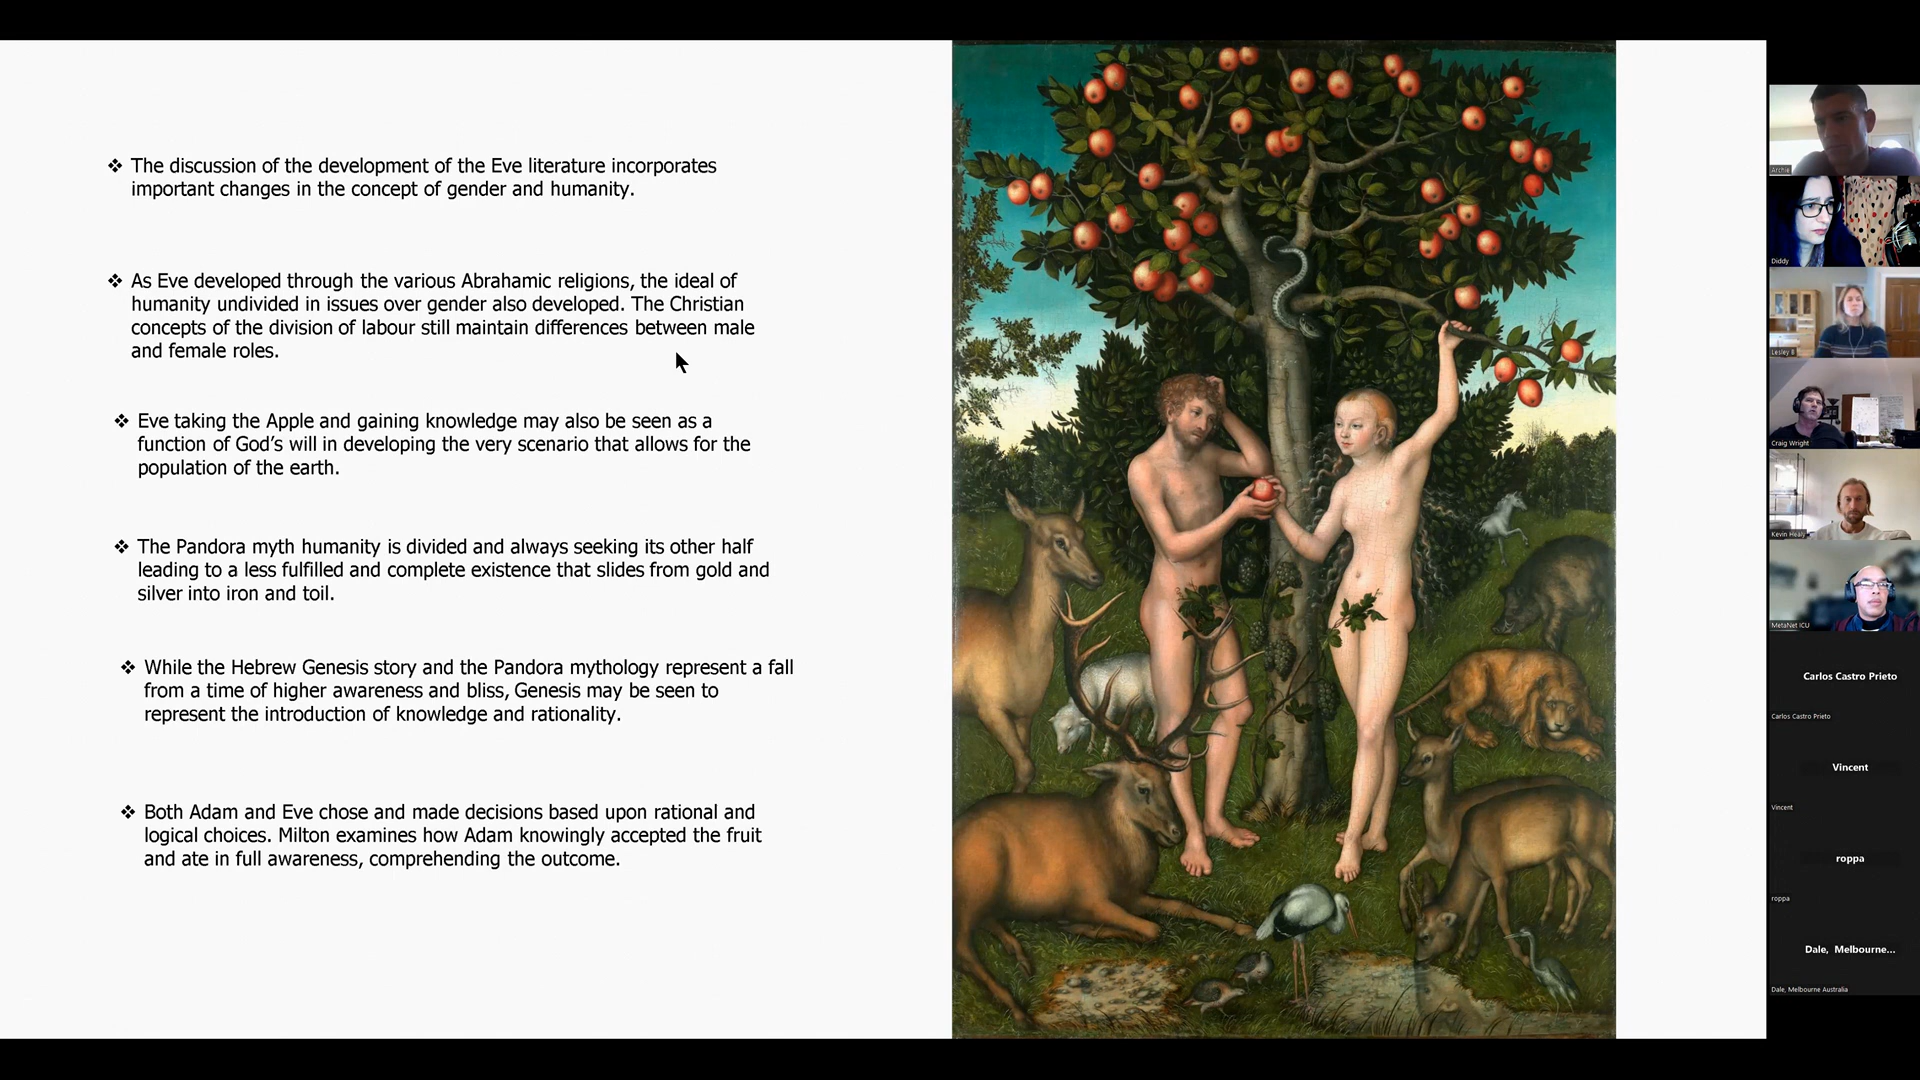 ❖ The discussion of the development of the Eve literature incorporates
important changes in the concept of gender and humanity.
❖ As Eve developed through the various Abrahamic religions, the ideal of
humanity undivided in issues over gender also developed. The Christian
concepts of the division of labour still maintain differences between male
and female roles.
❖ Eve taking the Apple and gaining knowledge may also be seen as a
function of God’s will in developing the very scenario that allows for the
population of the earth.
❖ The Pandora myth humanity is divided and always seeking its other half
leading to a less fulfilled and complete existence that slides from gold and
silver into iron and toil.
❖ While the Hebrew Genesis story and the Pandora mythology represent a fall
from a time of higher awareness and bliss, Genesis may be seen to
represent the introduction of knowledge and rationality.
❖ Both Adam and Eve chose and made decisions based upon rational and
logical choices. Milton examines how Adam knowingly accepted the fruit
and ate in full awareness, comprehending the outcome.
Archie
Diddy
Lesley B
Craig Wright
Kevin Healy
MetaNet ICU
Carlos Castro Prieto
Carlos Castro Prieto
Vincent
Vincent
roppa
roppa
Dale, Melbourne...
Dale, Melbourne Australia